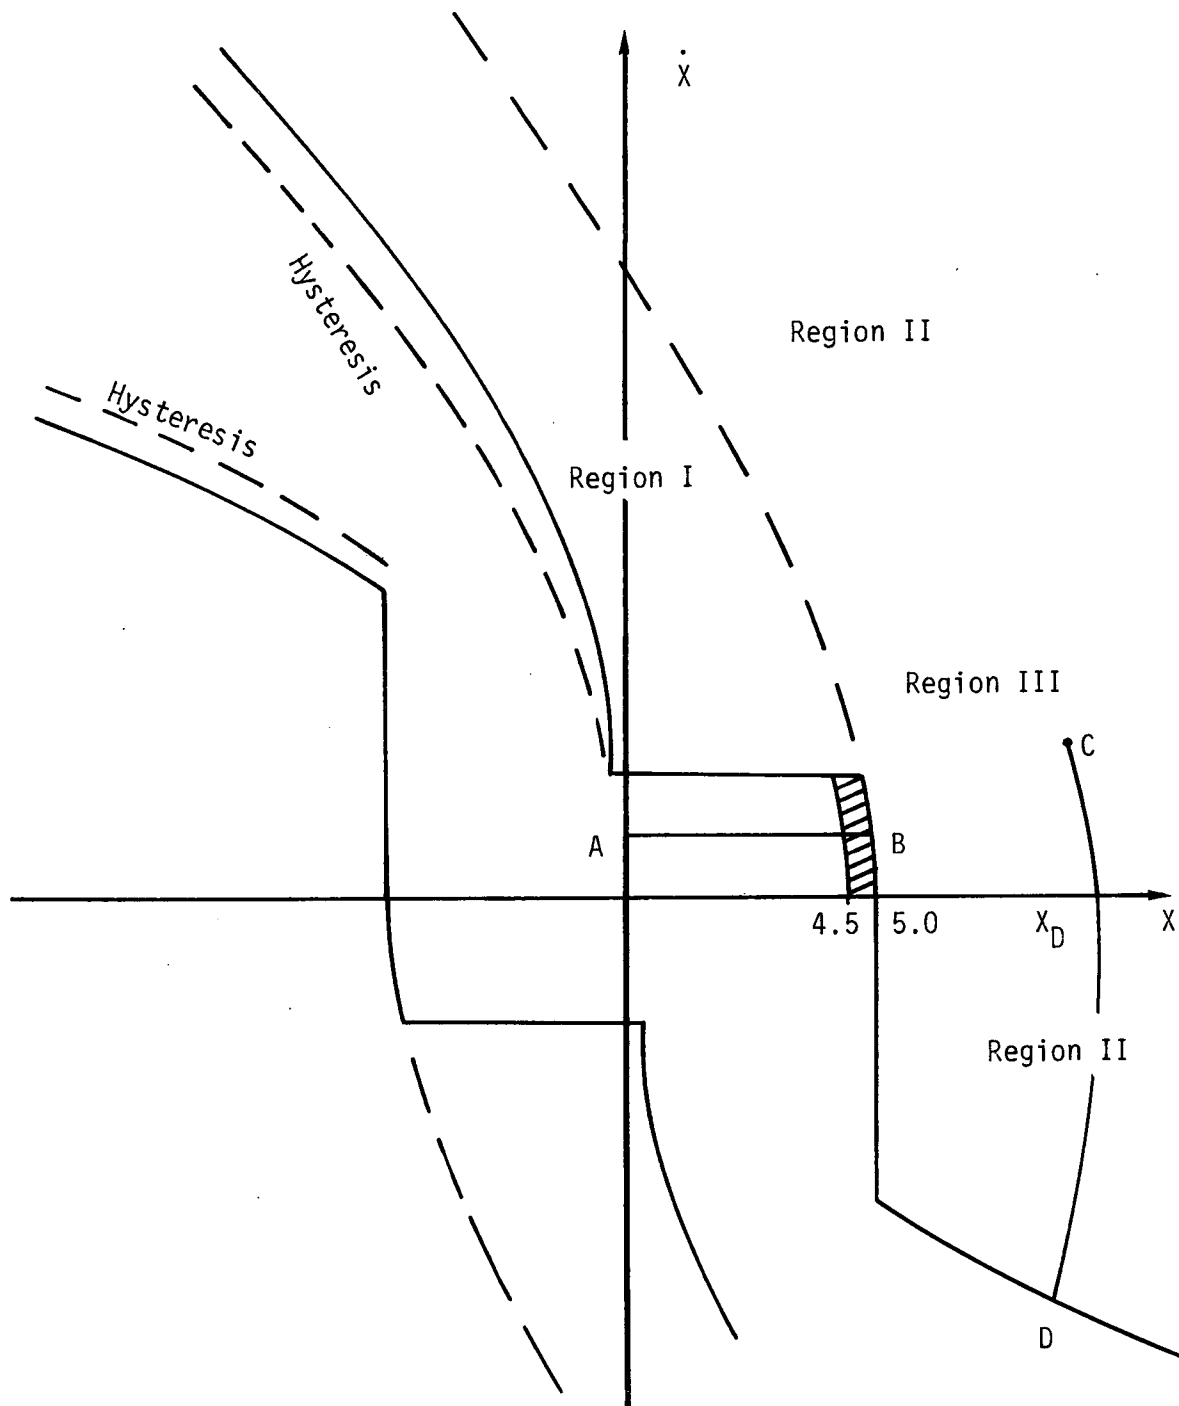 Ẋ
Hysteresis
Region II
Hysteresis
Region I
Region III
C
A
B
4.5 5.0 X_D X
Region II
D